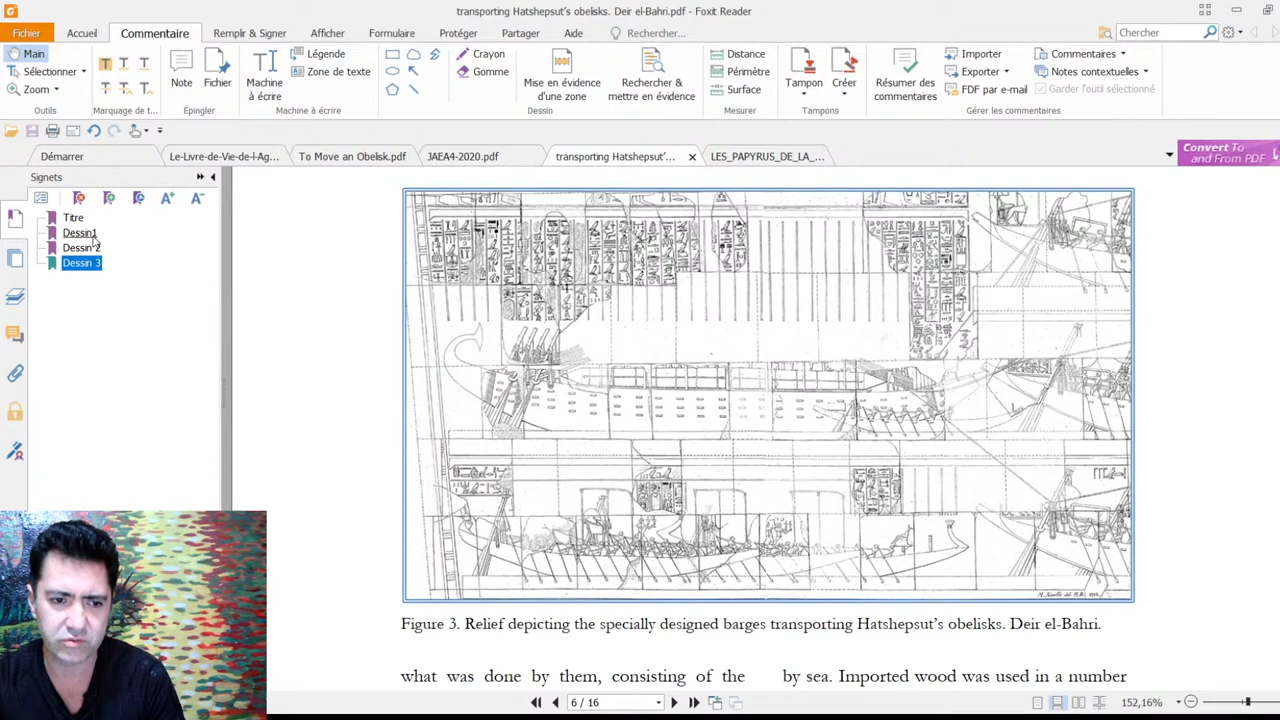 transporting Hatshepsut's obelisks. Deir el-Bahri.pdf - Foxit Reader
Fichier Accueil Commentaire Remplir & Signer Afficher Formulaire Protéger Partager Aide Rechercher... Chercher
Main
Sélectionner
Zoom
Outils
Marquage de t...
Note
Fichier
Épingler
Machine à écrire
Légende
Zone de texte
Machine à écrire
Crayon
Gomme
Mise en évidence d'une zone
Rechercher & mettre en évidence
Dessin
Distance
Périmètre
Surface
Mesurer
Tampon
Créer
Tampons
Résumer des commentaires
Importer
Exporter
FDF par e-mail
Commentaires
Notes contextuelles
Garder l'outil sélectionné
Gérer les commentaires
Démarrer Le-Livre-de-Vie-de-l-Ag... To Move an Obelisk.pdf JAEA4-2020.pdf transporting Hatshepsut'... LES_PAPYRUS_DE_LA_...
Convert To
and From PDF
Signets
Titre
Dessin1
Dessin 2
Dessin 3
Figure 3. Relief depicting the specially designed barges transporting Hatshepsut's obelisks. Deir el-Bahri.
what was done by them, consisting of the
by sea. Imported wood was used in a number
6 / 16
152,16%